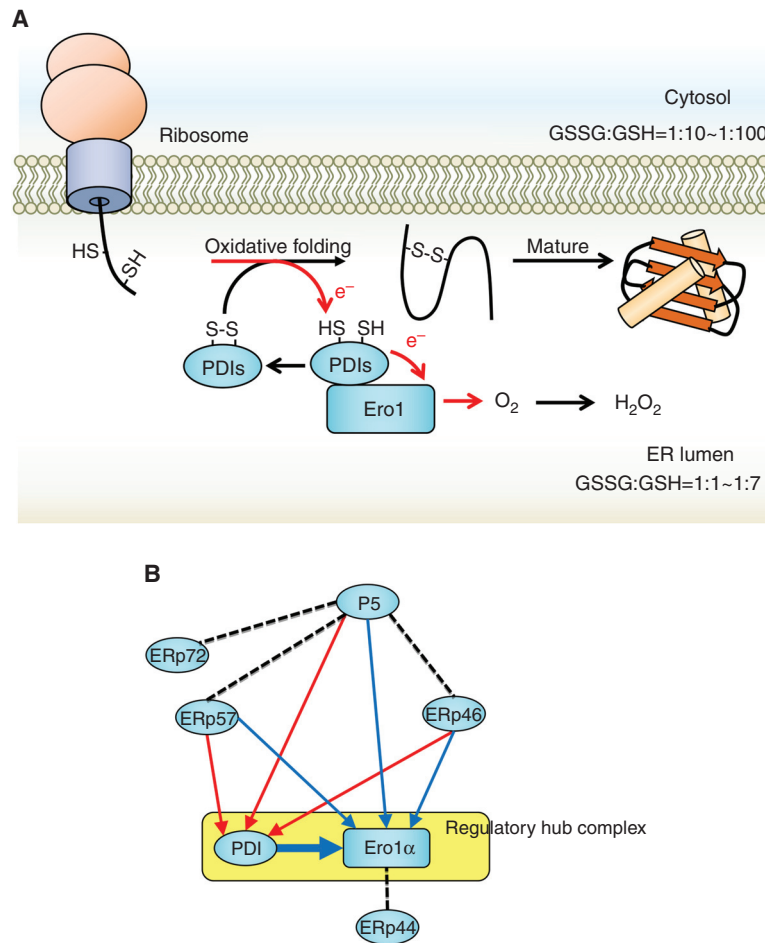 A
Cytosol
Ribosome
GSSG:GSH=1:10~1:100
HS
SH
Oxidative folding
-S-S-
Mature
e⁻
S-S
HS SH
e⁻
PDIs
PDIs
Ero1
O₂
H₂O₂
ER lumen
GSSG:GSH=1:1~1:7
B
P5
ERp72
ERp57
ERp46
Regulatory hub complex
PDI
Ero1α
ERp44